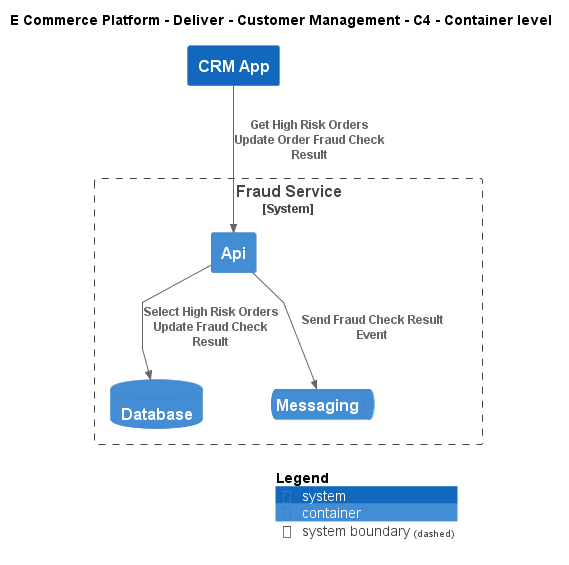 E Commerce Platform - Deliver - Customer Management - C4 - Container level
CRM App
Get High Risk Orders
Update Order Fraud Check
Result
Fraud Service
[System]
Api
Select High Risk Orders
Update Fraud Check
Result
Send Fraud Check Result
Event
Database
Messaging
Legend
system
container
system boundary (dashed)